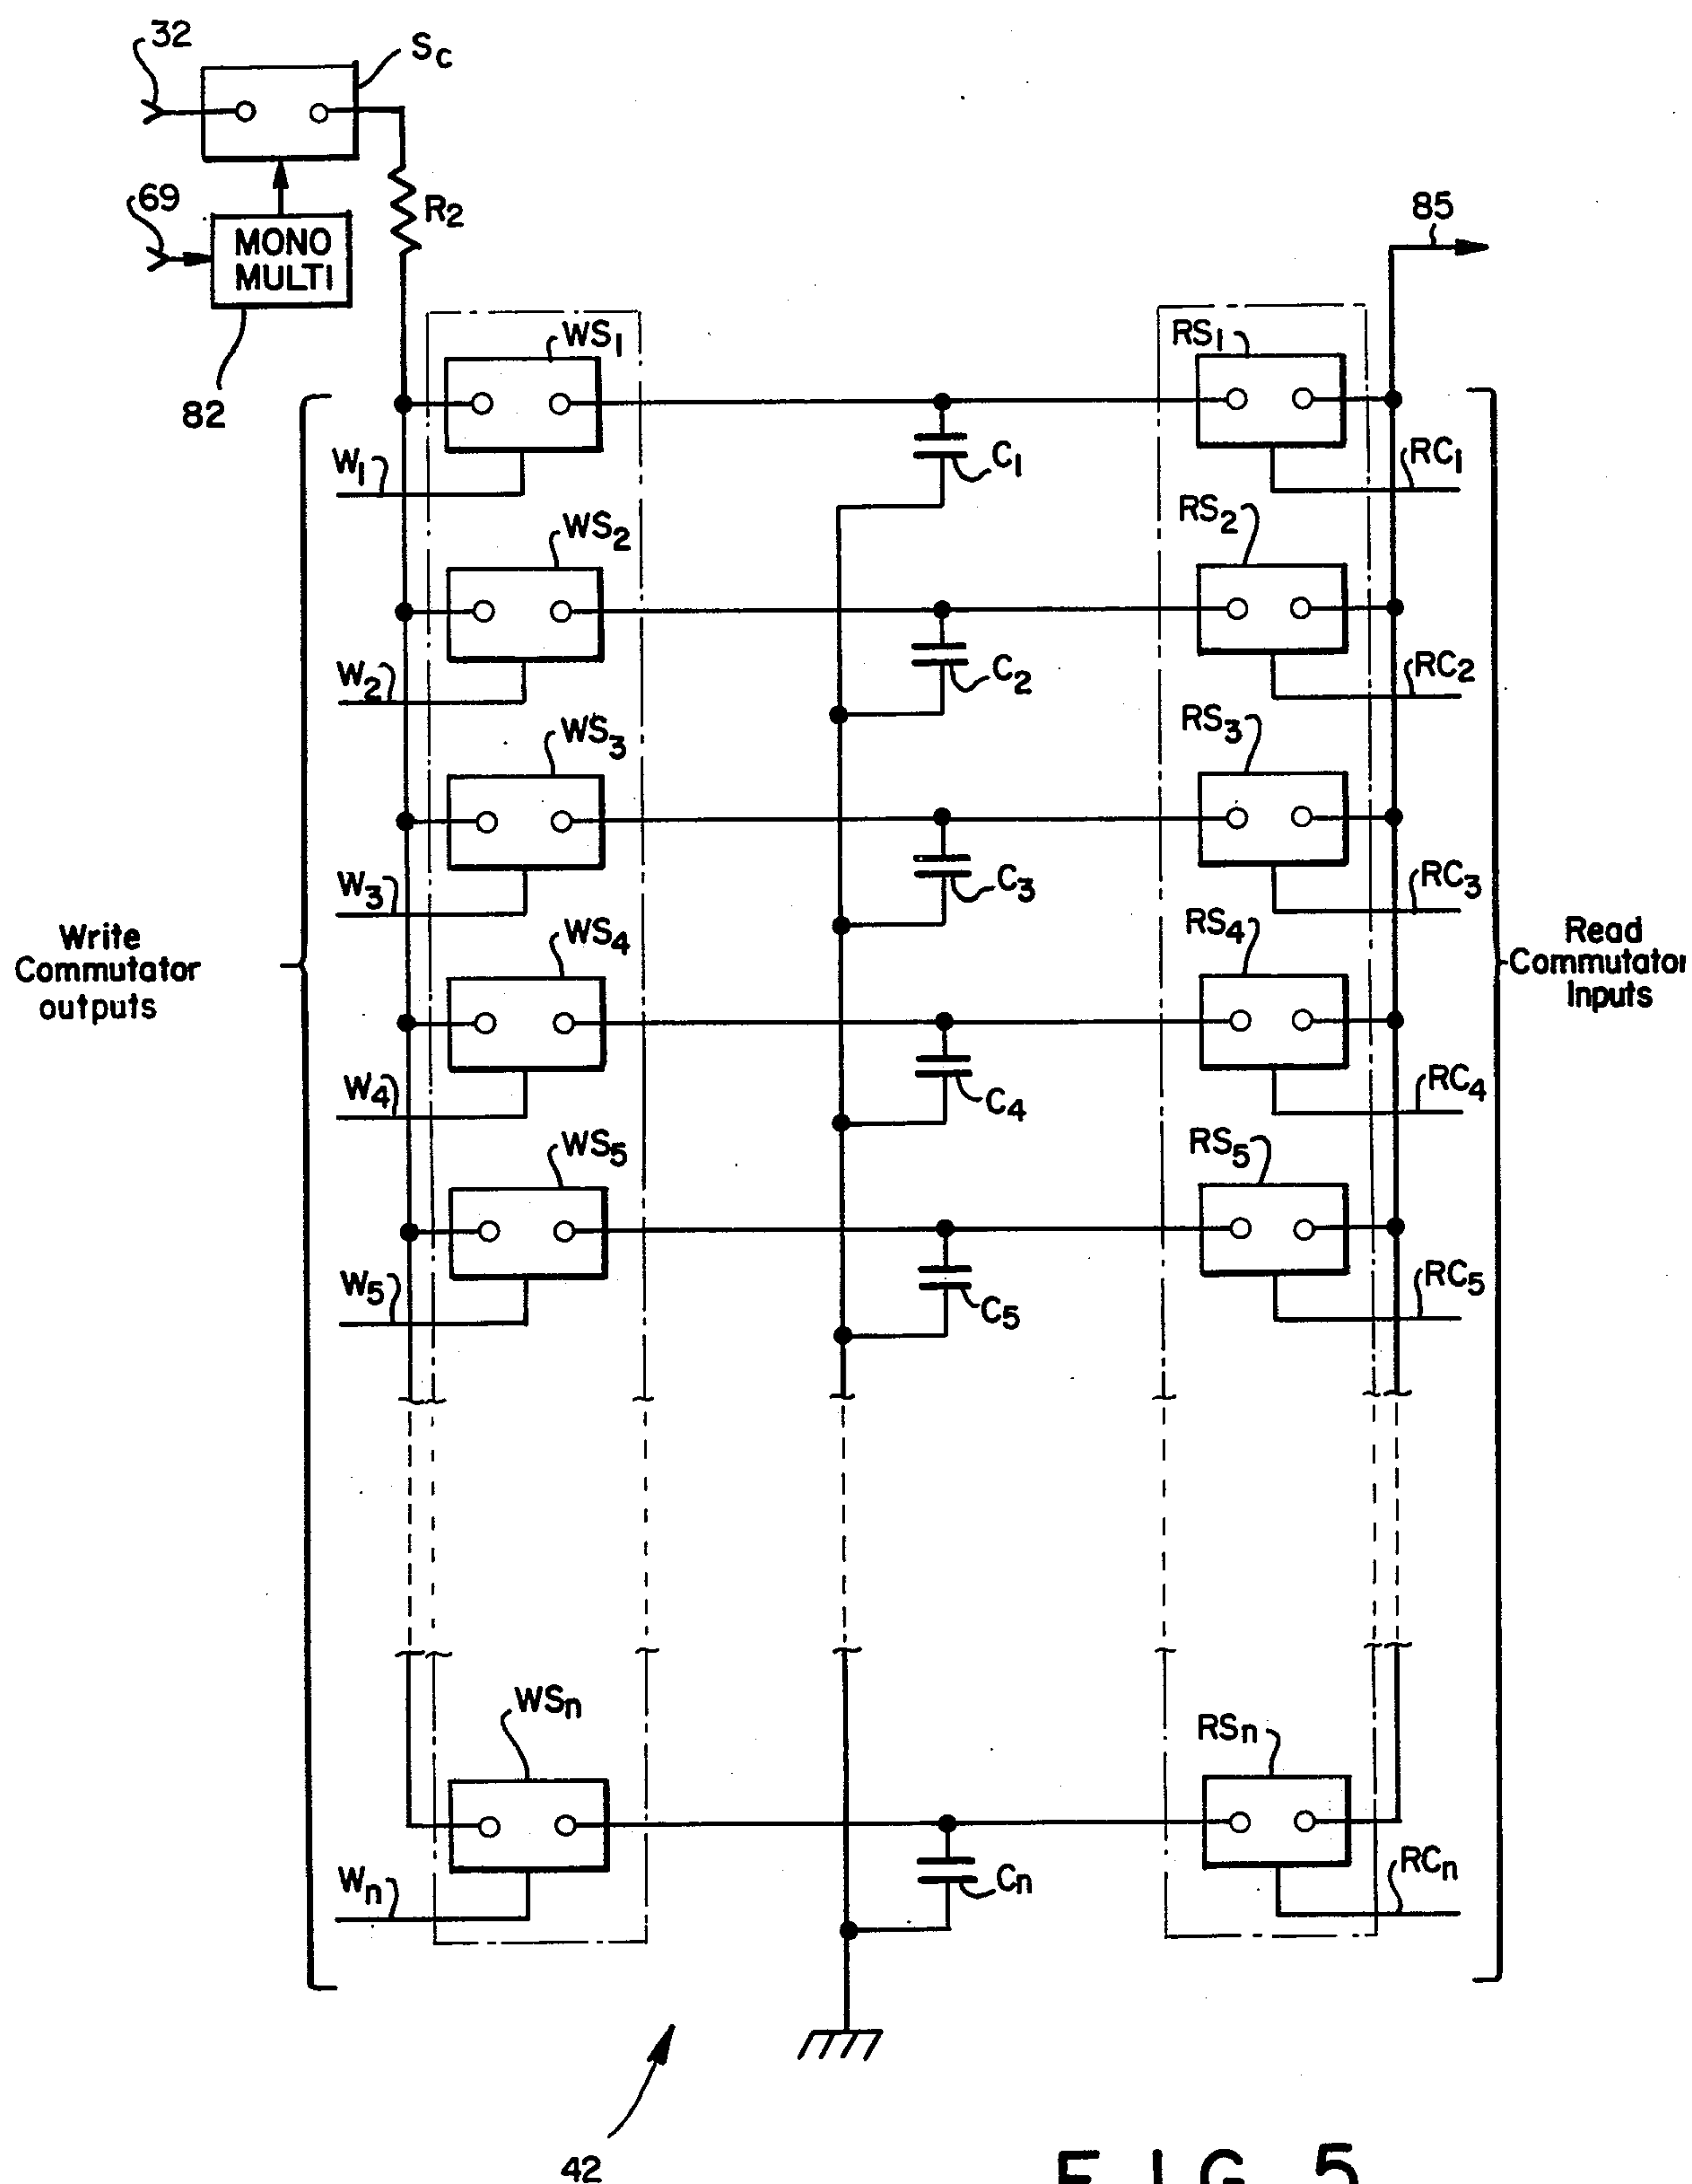 32
Sc
69
R2
MONO
MULTI
82
85
WS1
RS1
W1
C1
RC1
WS2
RS2
W2
C2
RC2
WS3
RS3
W3
C3
RC3
Write
Commutator
outputs
WS4
RS4
Read
Commutator
Inputs
W4
C4
RC4
WS5
RS5
W5
C5
RC5
WSn
RSn
Wn
Cn
RCn
42
FIG. 5